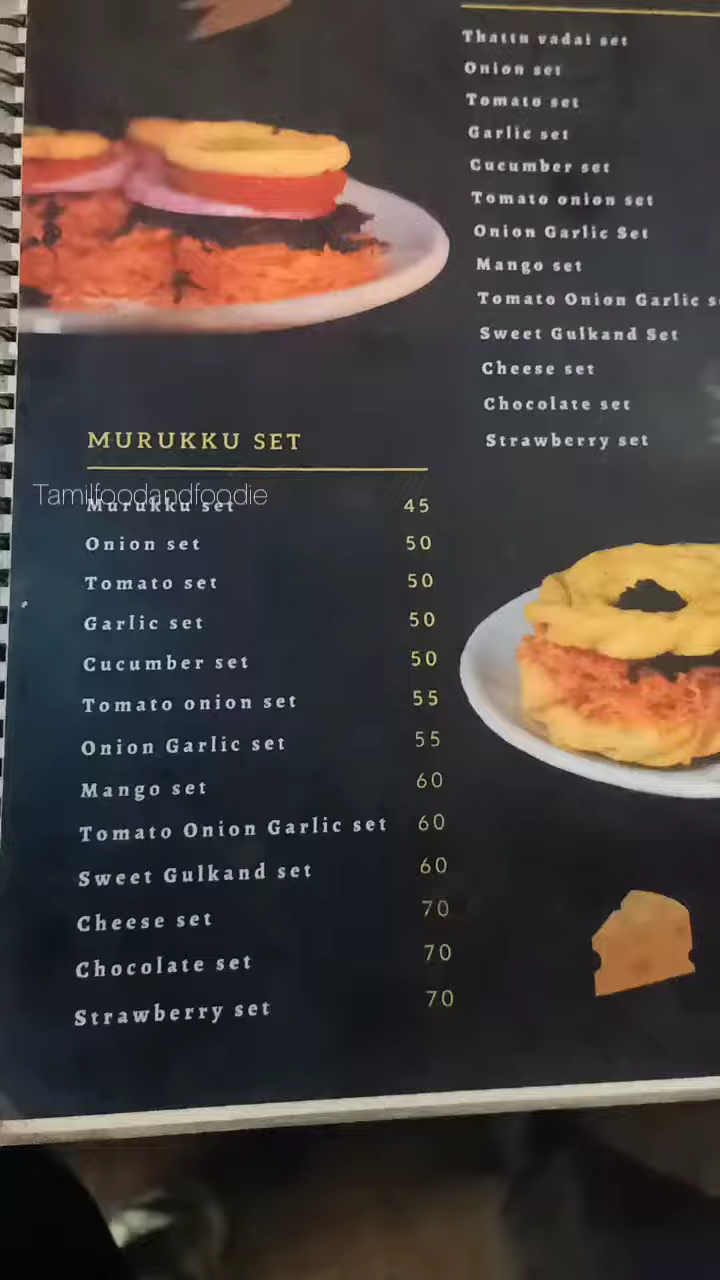 Thattu vadai set
Onion set
Tomato set
Garlic set
Cucumber set
Tomato onion set
Onion Garlic Set
Mango set
Tomato Onion Garlic
Sweet Gulkand Set
Cheese set
Chocolate set
Strawberry set
MURUKKU SET
Tamilfoodandfoodie
Murukku set 45
Onion set 50
Tomato set 50
Garlic set 50
Cucumber set 50
Tomato onion set 55
Onion Garlic set 55
Mango set 60
Tomato Onion Garlic set 60
Sweet Gulkand set 60
Cheese set 70
Chocolate set 70
Strawberry set 70